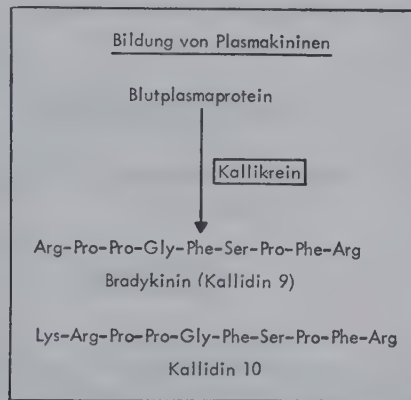 Bildung von Plasmakininen
Blutplasmaprotein
Kallikrein
Arg-Pro-Pro-Gly-Phe-Ser-Pro-Phe-Arg
Bradykinin (Kallidin 9)
Lys-Arg-Pro-Pro-Gly-Phe-Ser-Pro-Phe-Arg
Kallidin 10